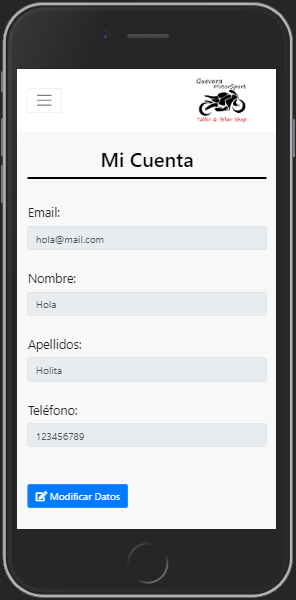 Guevara
MotorSport
Taller & Biker Shop
Mi Cuenta
Email:
hola@mail.com
Nombre:
Hola
Apellidos:
Holita
Teléfono:
123456789
Modificar Datos